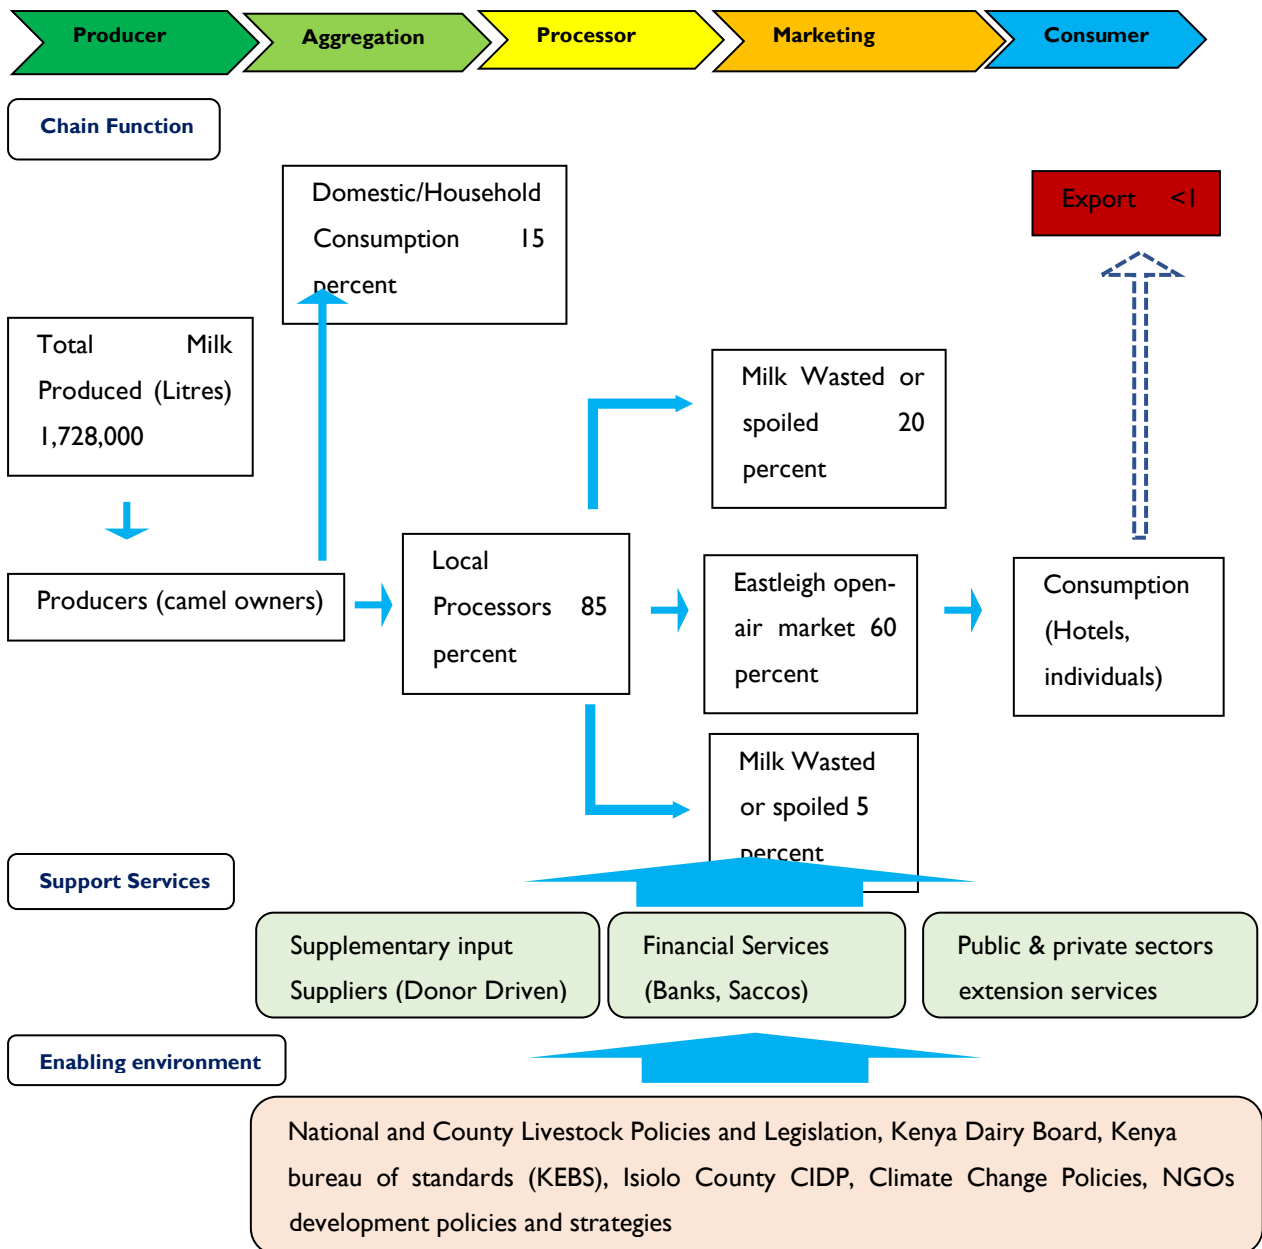 Producer
Aggregation
Processor
Marketing
Consumer
Chain Function
Domestic/Household
Consumption 15
percent
Export <1
Total Milk
Produced (Litres)
1,728,000
Milk Wasted or
spoiled 20
percent
Producers (camel owners)
Local
Processors 85
percent
Eastleigh open-
air market 60
percent
Consumption
(Hotels,
individuals)
Milk Wasted
or spoiled 5
percent
Support Services
Supplementary input
Suppliers (Donor Driven)
Financial Services
(Banks, Saccos)
Public & private sectors
extension services
Enabling environment
National and County Livestock Policies and Legislation, Kenya Dairy Board, Kenya
bureau of standards (KEBS), Isiolo County CIDP, Climate Change Policies, NGOs
development policies and strategies